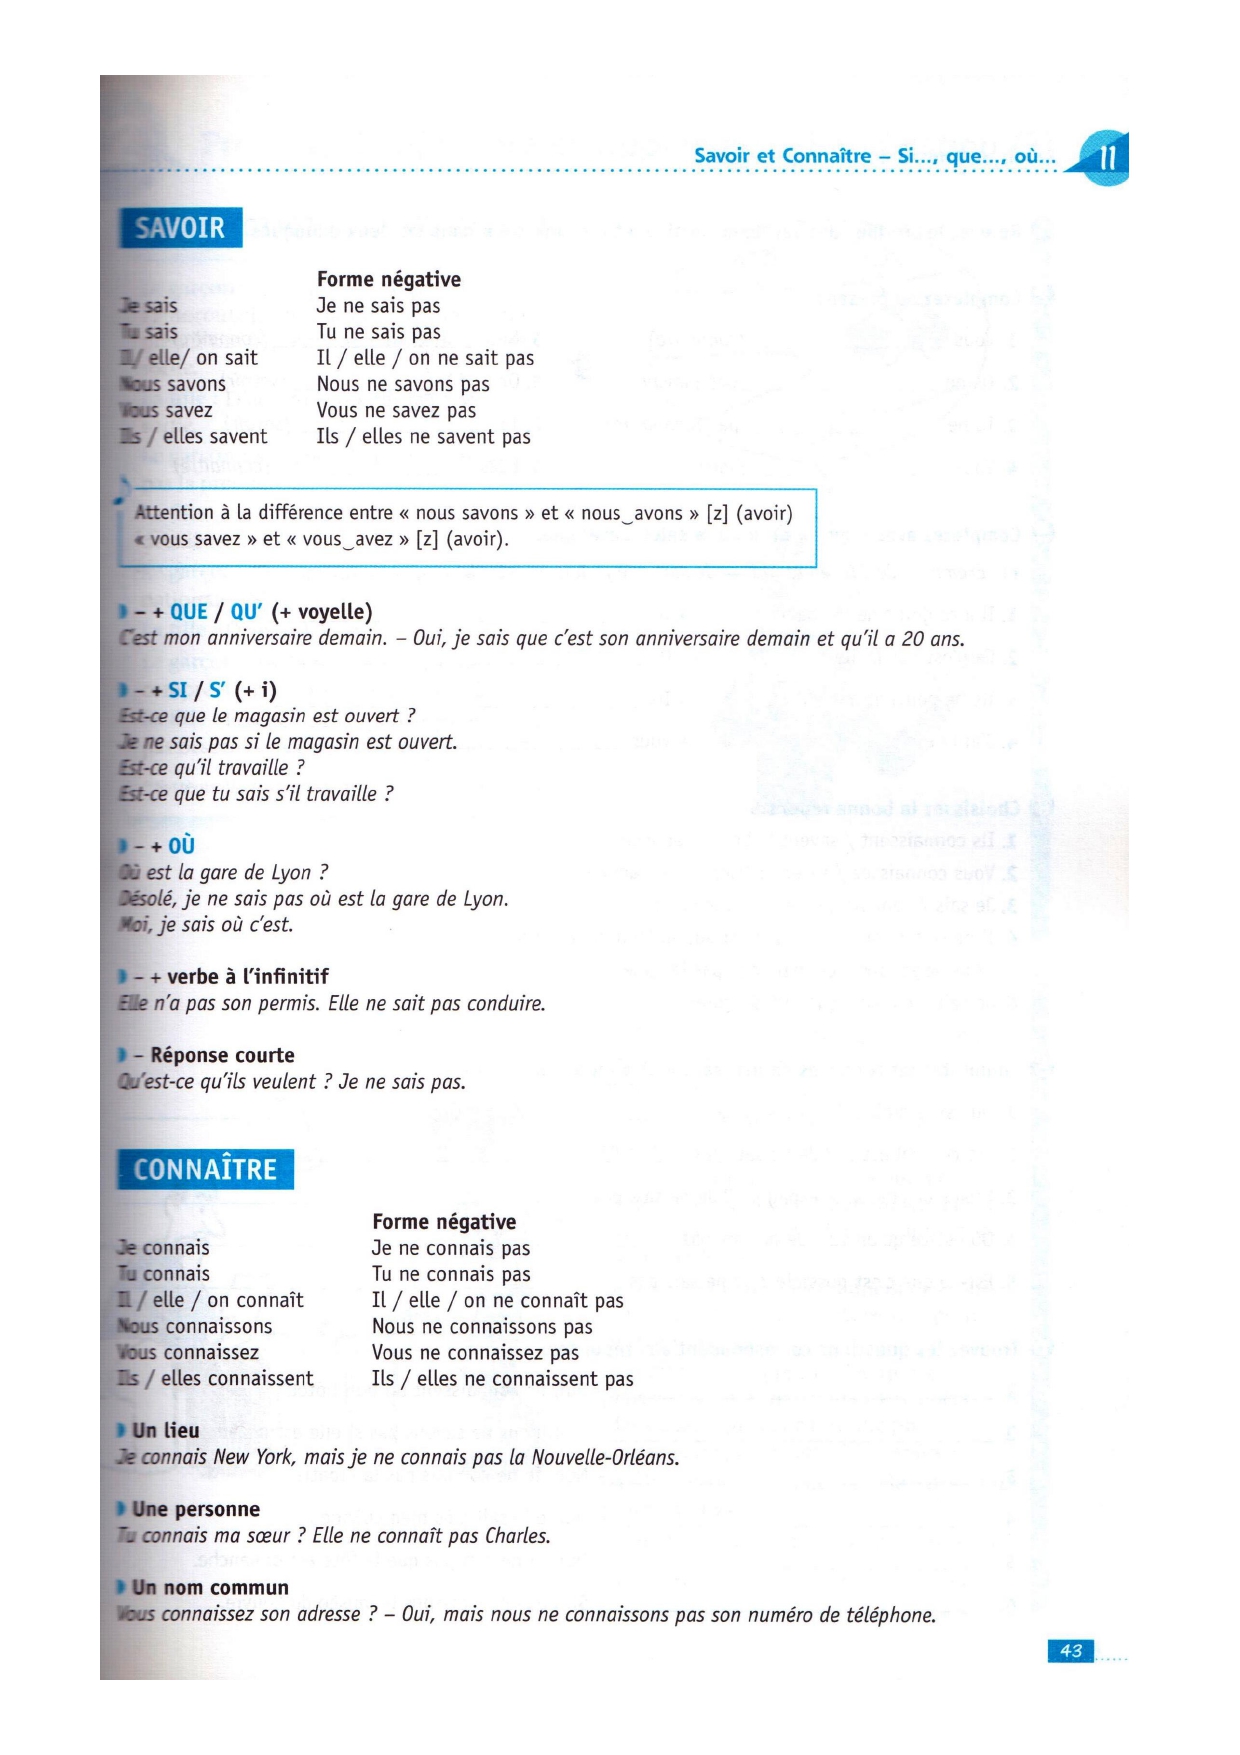 Savoir et Connaître – Si..., que..., où...
11
SAVOIR
Forme négative
Je sais Je ne sais pas
Tu sais Tu ne sais pas
Il/ elle/ on sait Il / elle / on ne sait pas
Nous savons Nous ne savons pas
Vous savez Vous ne savez pas
Ils / elles savent Ils / elles ne savent pas
Attention à la différence entre « nous savons » et « nous‿avons » [z] (avoir)
« vous savez » et « vous‿avez » [z] (avoir).
– + QUE / QU’ (+ voyelle)
C’est mon anniversaire demain. – Oui, je sais que c’est son anniversaire demain et qu’il a 20 ans.
– + SI / S’ (+ i)
Est-ce que le magasin est ouvert ?
Je ne sais pas si le magasin est ouvert.
Est-ce qu’il travaille ?
Est-ce que tu sais s’il travaille ?
– + OÙ
Où est la gare de Lyon ?
Désolé, je ne sais pas où est la gare de Lyon.
Moi, je sais où c’est.
– + verbe à l’infinitif
Elle n’a pas son permis. Elle ne sait pas conduire.
– Réponse courte
Qu’est-ce qu’ils veulent ? Je ne sais pas.
CONNAÎTRE
Forme négative
Je connais Je ne connais pas
Tu connais Tu ne connais pas
Il / elle / on connaît Il / elle / on ne connaît pas
Nous connaissons Nous ne connaissons pas
Vous connaissez Vous ne connaissez pas
Ils / elles connaissent Ils / elles ne connaissent pas
Un lieu
Je connais New York, mais je ne connais pas la Nouvelle-Orléans.
Une personne
Tu connais ma sœur ? Elle ne connaît pas Charles.
Un nom commun
Vous connaissez son adresse ? – Oui, mais nous ne connaissons pas son numéro de téléphone.
43